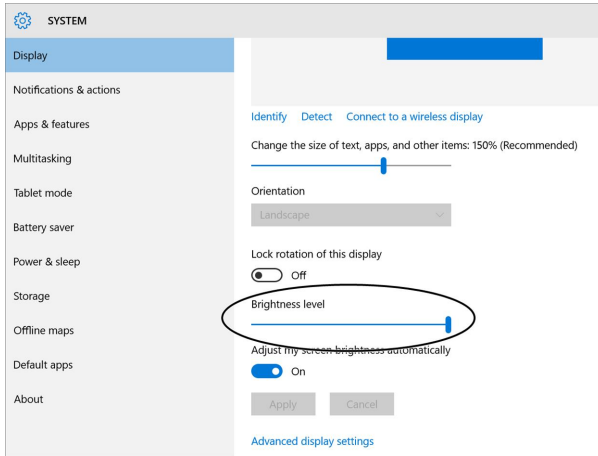 SYSTEM
Display
Notifications & actions
Apps & features
Multitasking
Tablet mode
Battery saver
Power & sleep
Storage
Offline maps
Default apps
About
Identify Detect Connect to a wireless display
Change the size of text, apps, and other items: 150% (Recommended)
Orientation
Landscape
Lock rotation of this display
Off
Brightness level
Adjust my screen brightness automatically
On
Apply Cancel
Advanced display settings